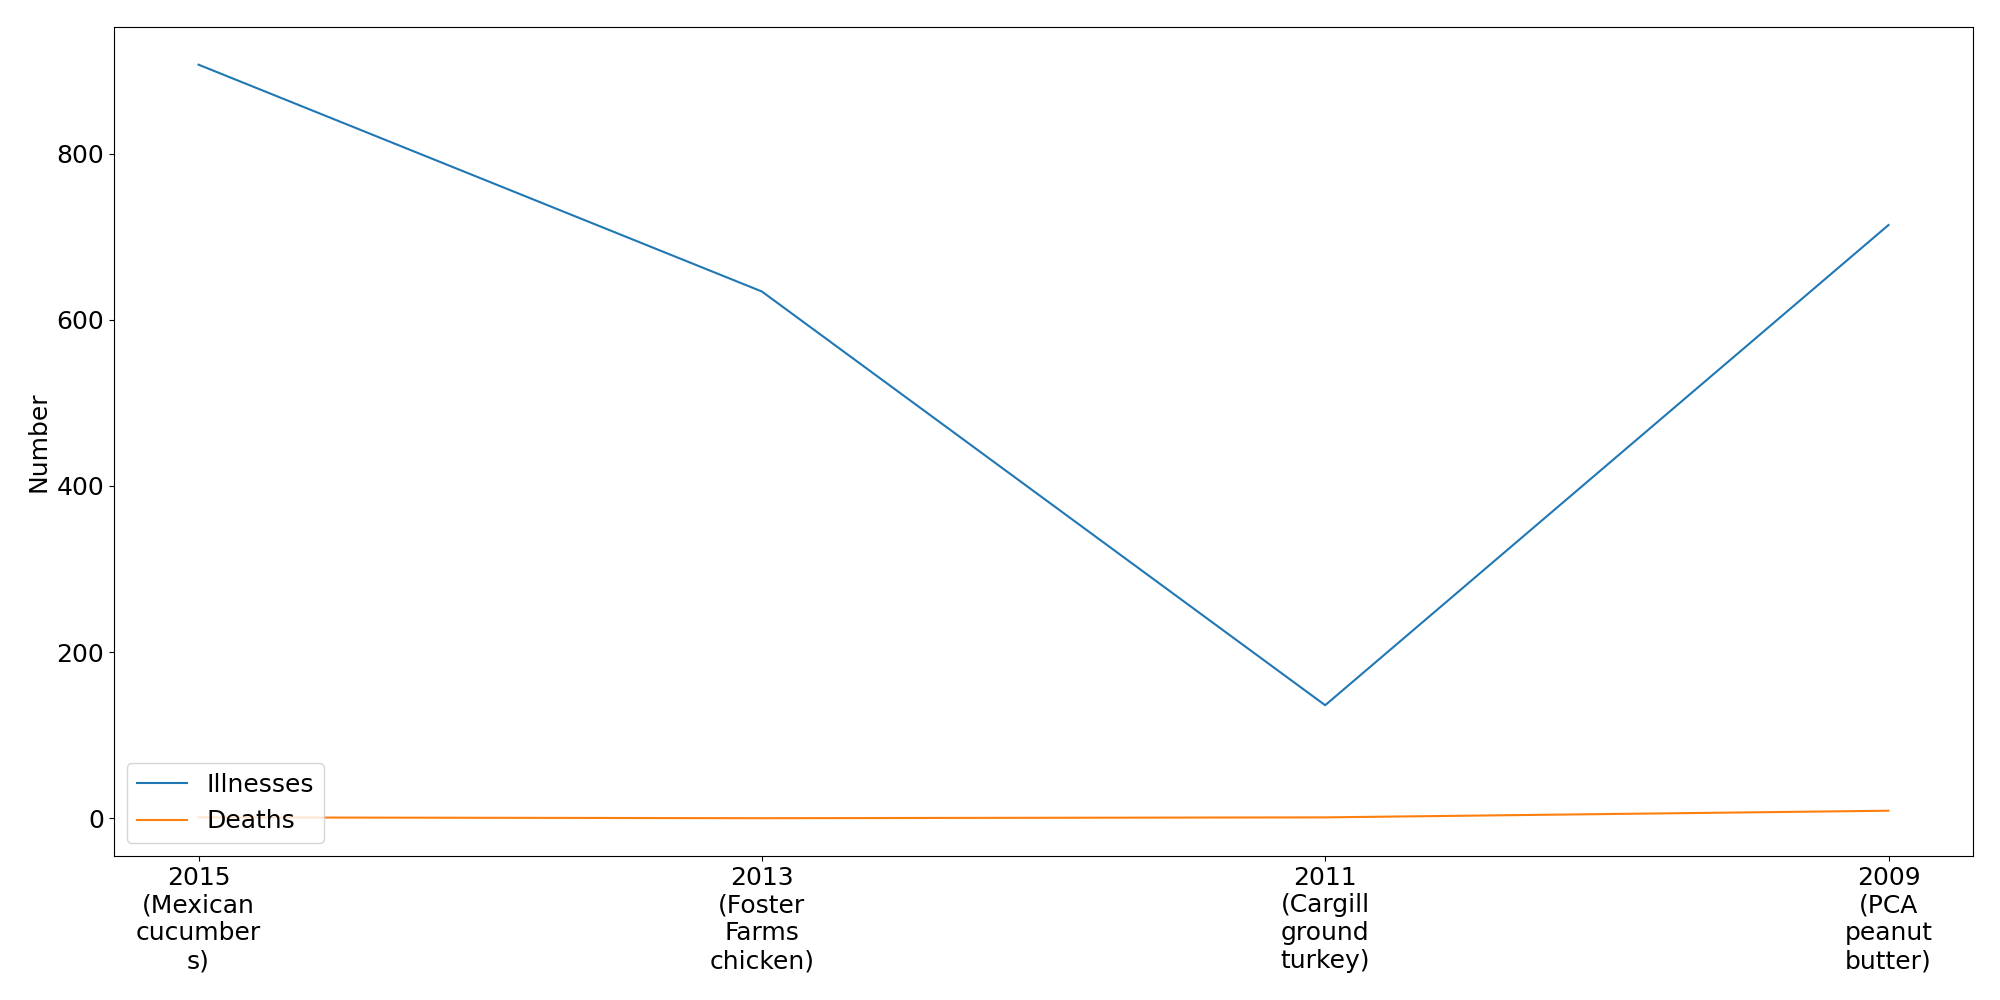 Number
800
600
400
200
0
Illnesses
Deaths
2015
(Mexican
cucumber
s)
2013
(Foster
Farms
chicken)
2011
(Cargill
ground
turkey)
2009
(PCA
peanut
butter)